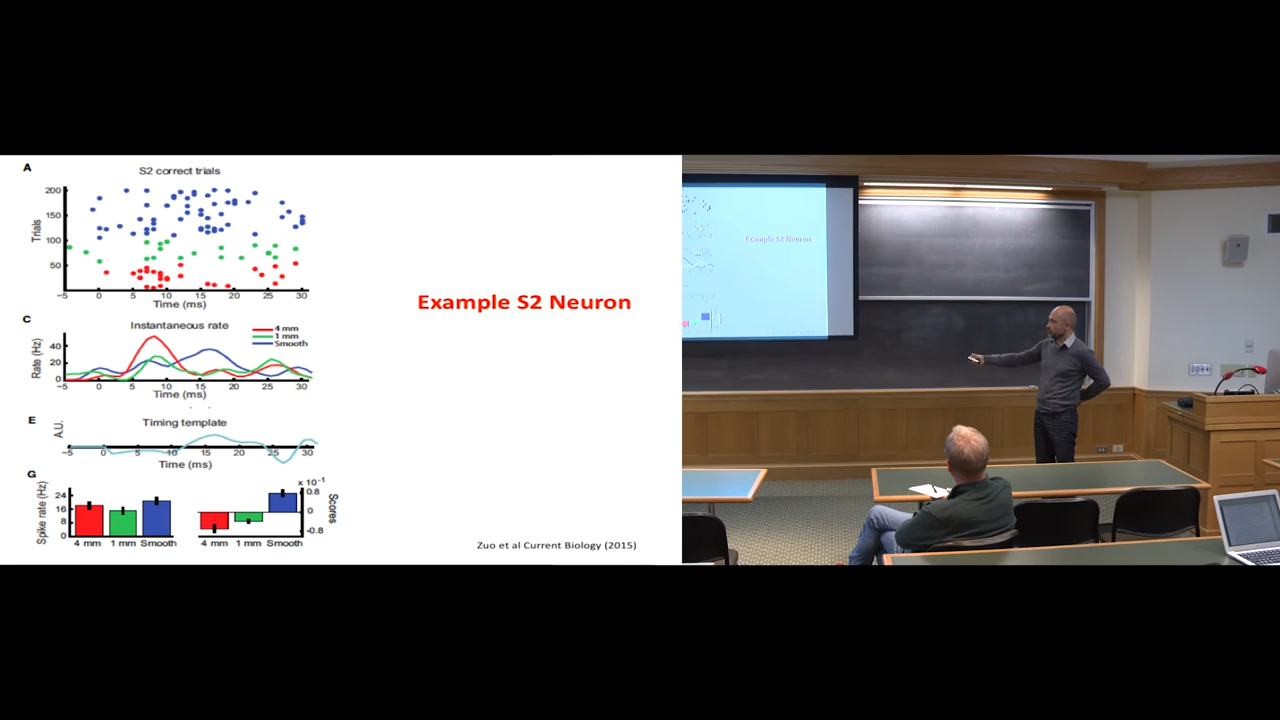 A
S2 correct trials
200
150
100
50
Trials
−5 0 5 10 15 20 25 30
Time (ms)
C
Instantaneous rate
4 mm
1 mm
Smooth
40
20
0
Rate (Hz)
−5 0 5 10 15 20 25 30
Time (ms)
E
Timing template
A.U.
−5 0 5 10 15 20 25 30
Time (ms)
G
x 10⁻¹
24
16
8
0
Spike rate (Hz)
4 mm 1 mm Smooth
0.8
0
-0.8
Scores
4 mm 1 mm Smooth
Example S2 Neuron
Zuo et al Current Biology (2015)
Example S2 Neuron